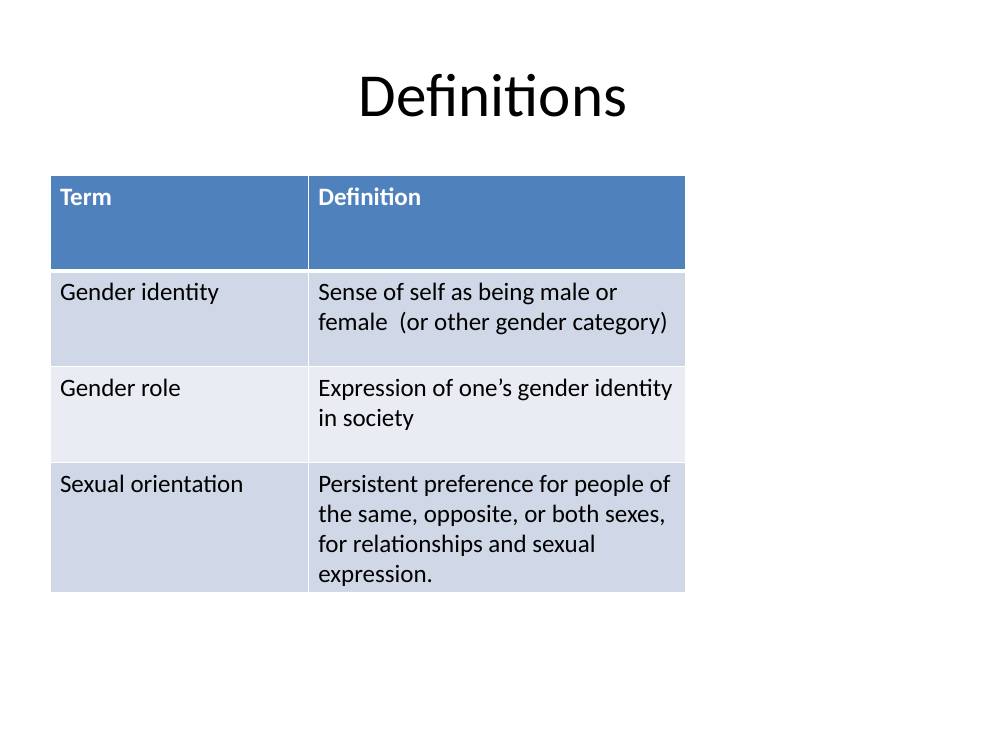 Definitions
Term
Definition
Gender identity
Sense of self as being male or
female  (or other gender category)
Gender role
Expression of one’s gender identity
in society
Sexual orientation
Persistent preference for people of
the same, opposite, or both sexes,
for relationships and sexual
expression.